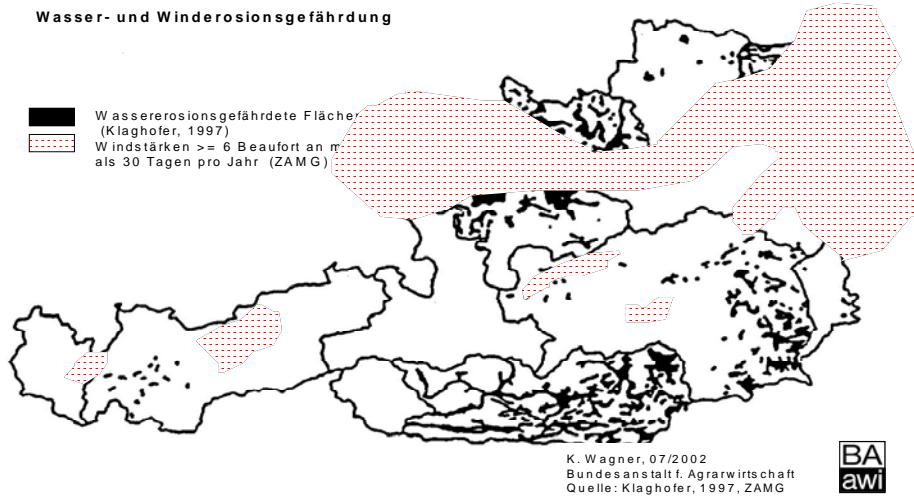 Wasser- und Winderosionsgefährdung
Wassererosionsgefährdete Fläche
(Klaghofer, 1997)
Windstärken >= 6 Beaufort an
als 30 Tagen pro Jahr (ZAMG)
K. Wagner, 07/2002
Bundesanstalt f. Agrarwirtschaft
Quelle: Klaghofer, 1997, ZAMG
BA
awi